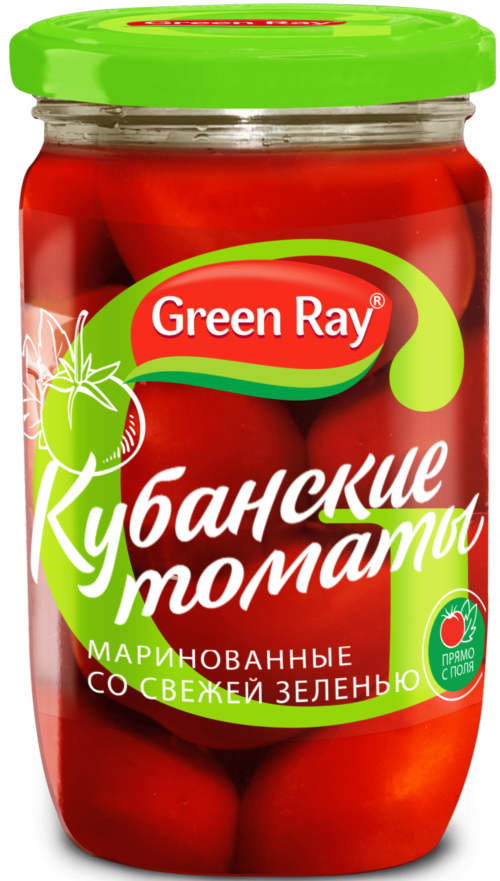 Green Ray
Green Ray®
Кубанские
томаты
МАРИНОВАННЫЕ
СО СВЕЖЕЙ ЗЕЛЕНЬЮ
ПРЯМО
С ПОЛЯ